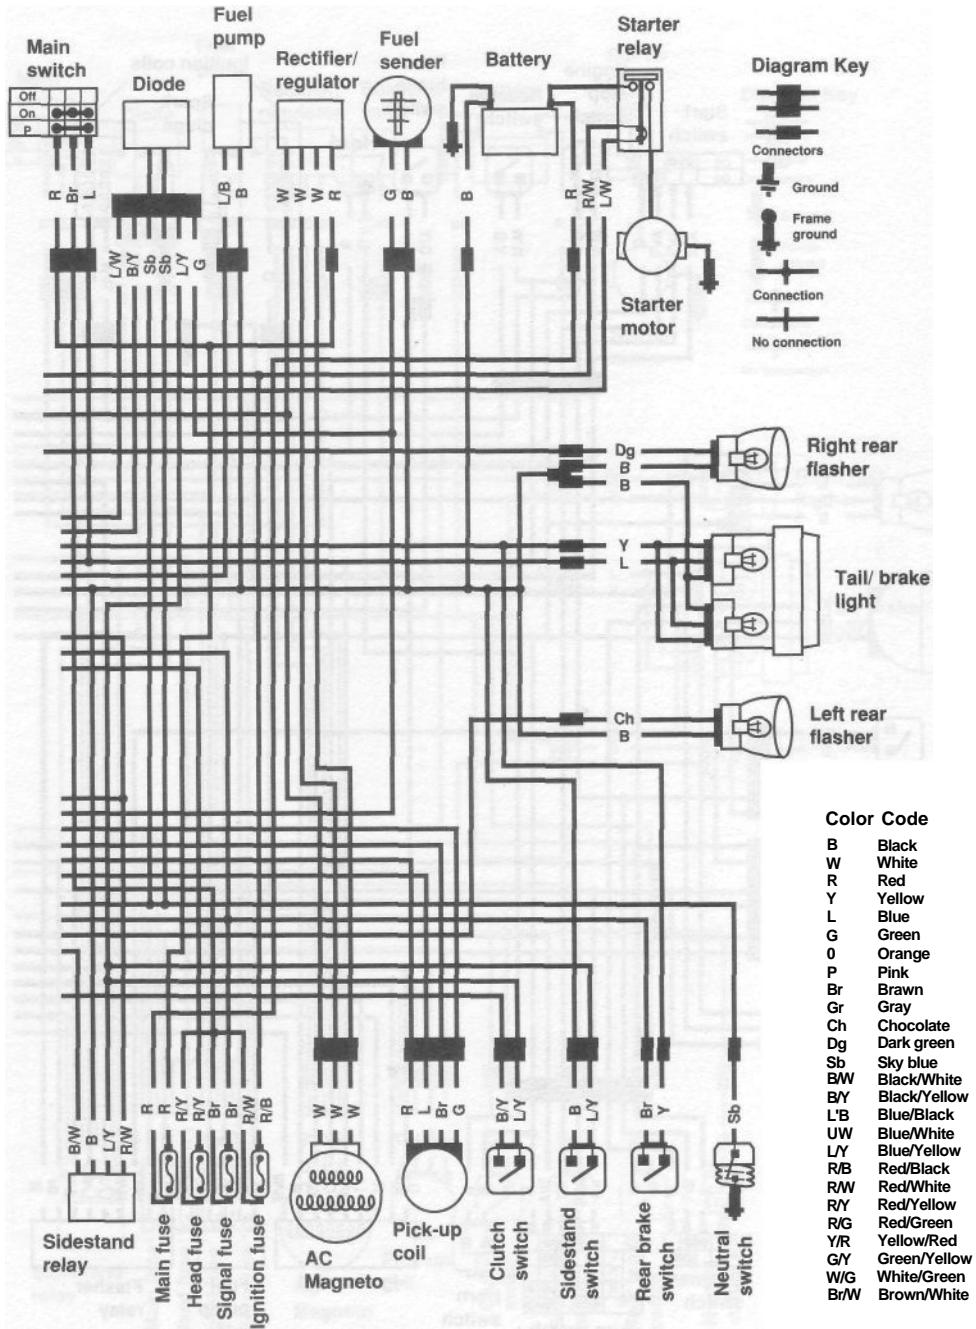 Main
switch
Off
On
P
Diode
Fuel
pump
Rectifier/
regulator
Fuel
sender
Battery
Starter
relay
Diagram Key
Connectors
Ground
Frame
ground
Connection
No connection
R
Br
L
L/B
B
W
W
W
R
G
B
B
R
R/W
L/W
L/W
B/Y
Sb
Sb
L/Y
G
Starter
motor
Dg
B
B
Right rear
flasher
Y
L
Tail/ brake
light
Ch
B
Left rear
flasher
Color Code
B Black
W White
R Red
Y Yellow
L Blue
G Green
0 Orange
P Pink
Br Brawn
Gr Gray
Ch Chocolate
Dg Dark green
Sb Sky blue
B/W Black/White
B/Y Black/Yellow
L'B Blue/Black
UW Blue/White
L/Y Blue/Yellow
R/B Red/Black
R/W Red/White
R/Y Red/Yellow
R/G Red/Green
Y/R Yellow/Red
G/Y Green/Yellow
W/G White/Green
Br/W Brown/White
B/W
B
L/Y
R/W
R
R
R/Y
R/Y
Br
Br
R/W
R/B
W
W
W
R
L
Br
G
B/Y
L/Y
B
L/Y
Br
Y
Sb
Sidestand
relay
Main fuse
Head fuse
Signal fuse
Ignition fuse
AC
Magneto
Pick-up
coil
Clutch
switch
Sidestand
switch
Rear brake
switch
Neutral
switch